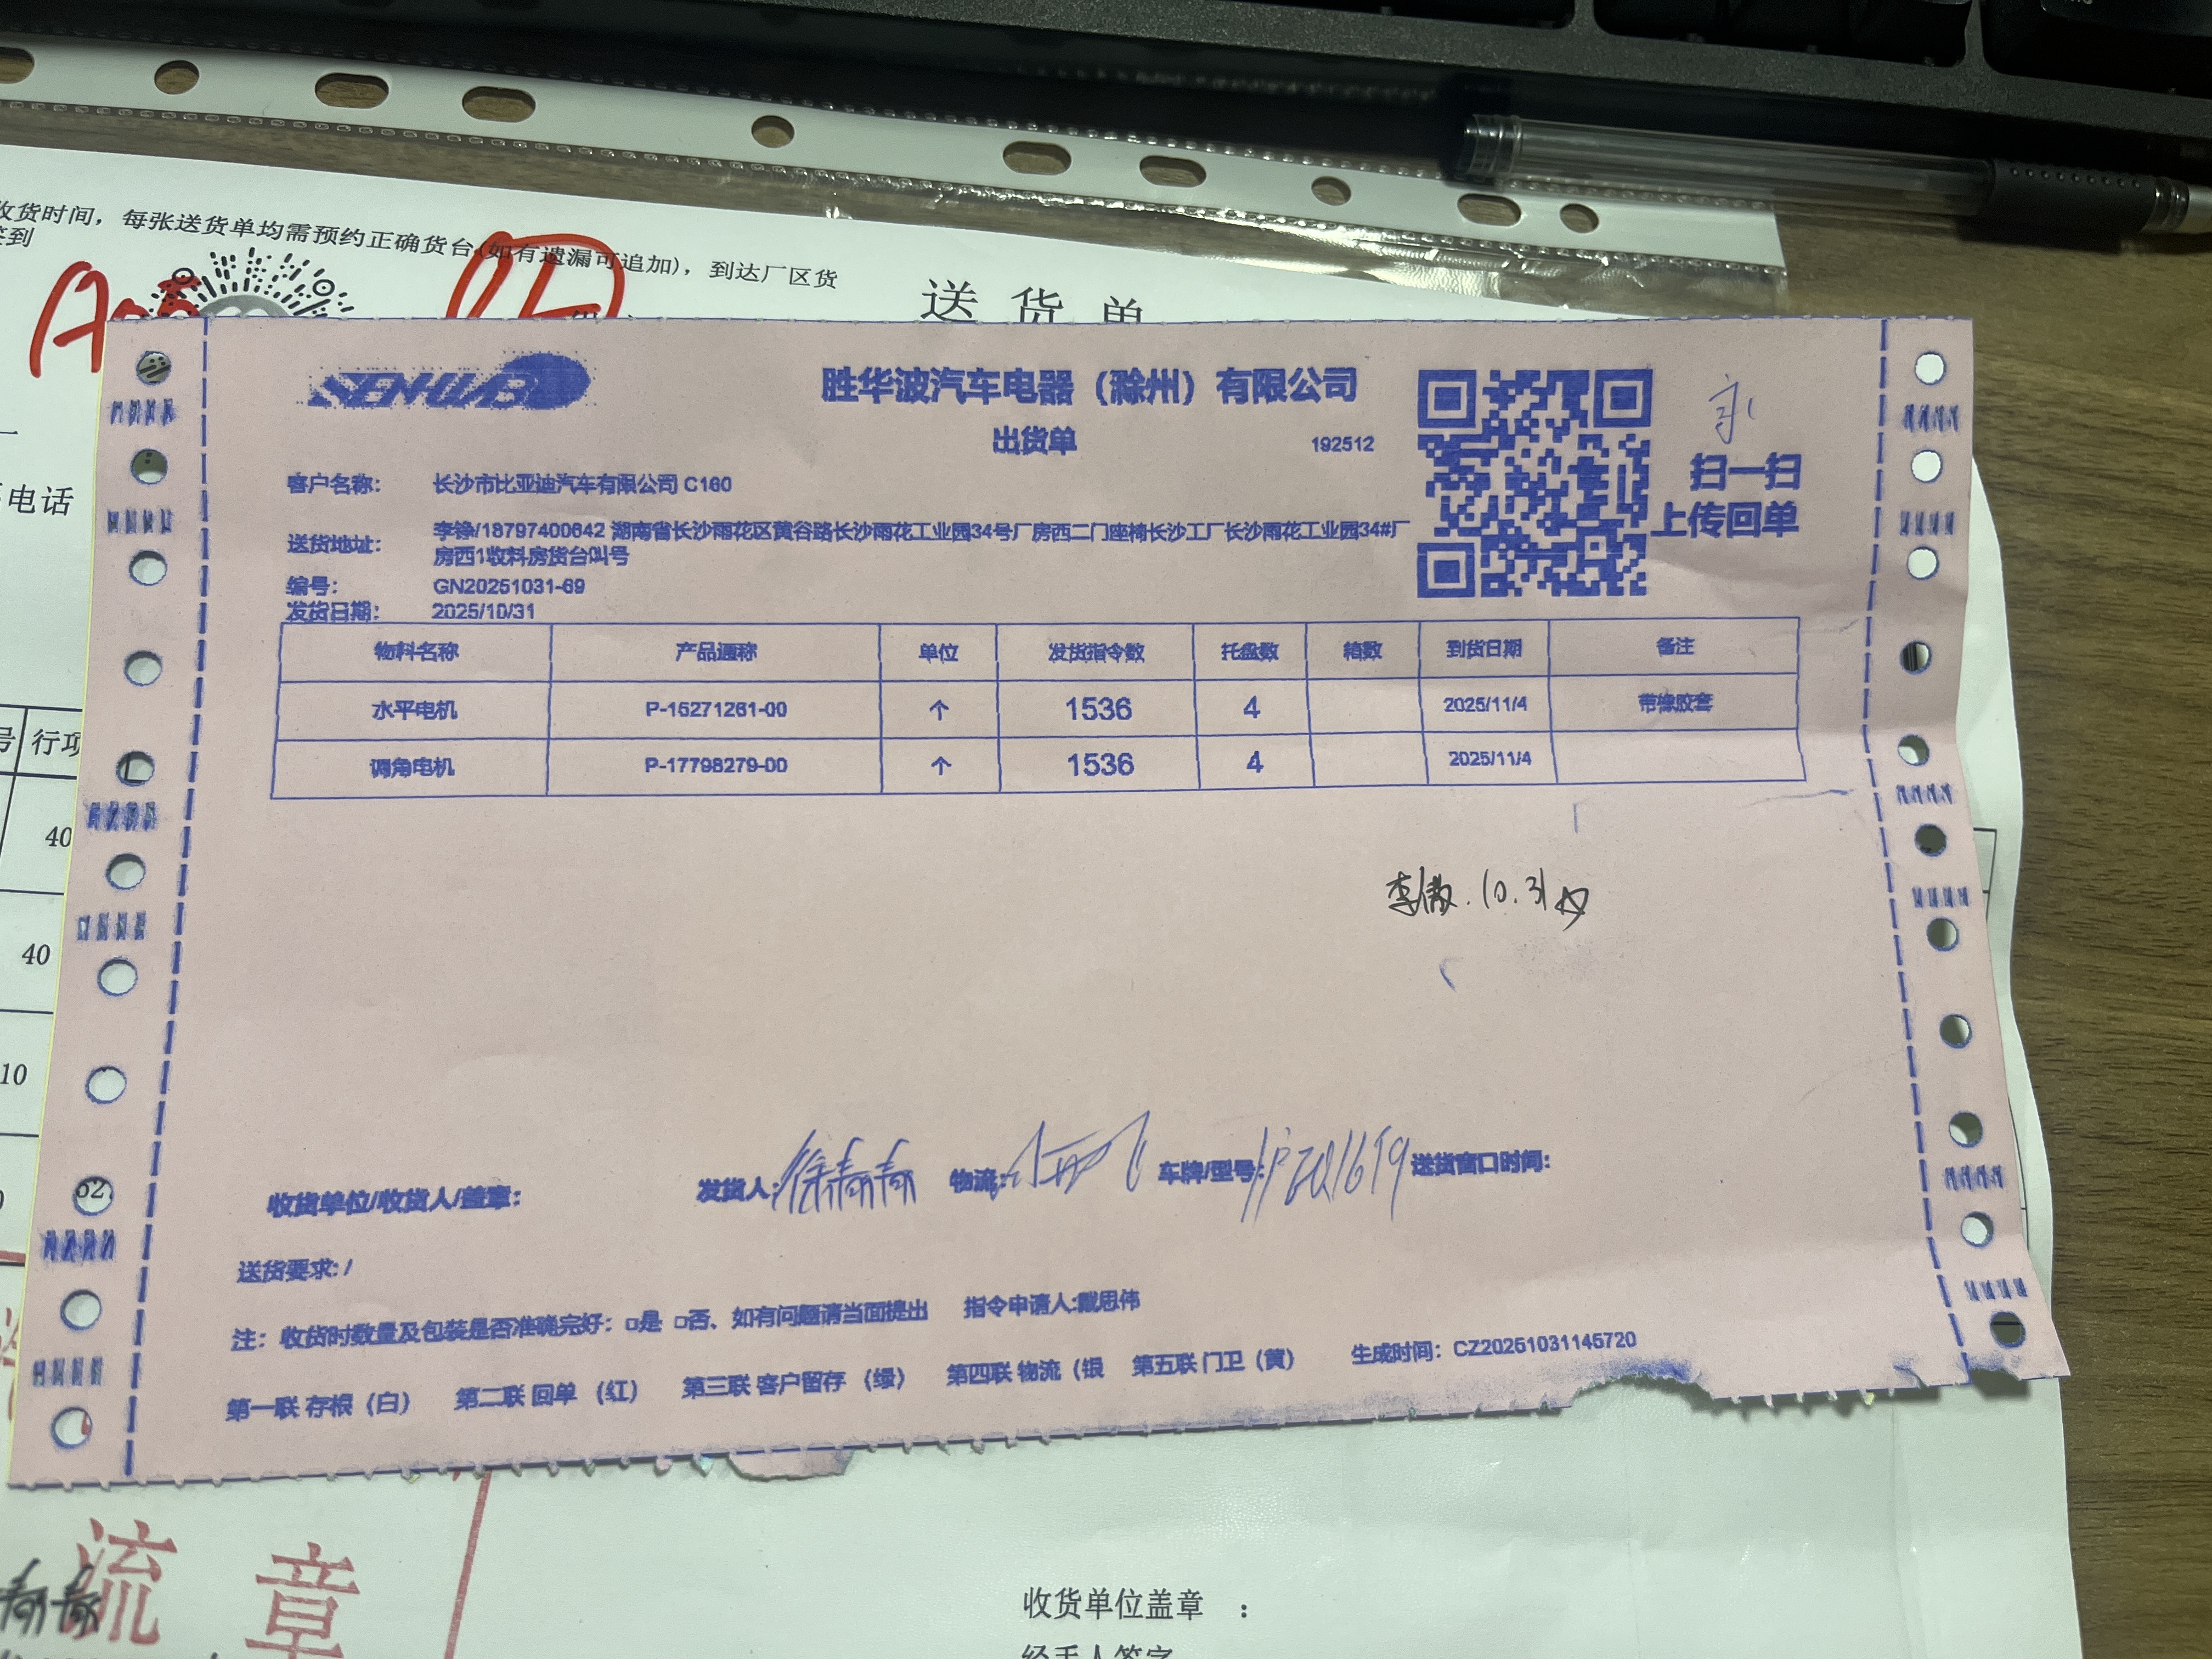 收货时间，每张送货单均需预约正确货台(如有遗漏可追加)，到达厂区货
签到
送 货 单
电话
行项
40
40
10
SENHWB
胜华波汽车电器（滁州）有限公司
出货单
192512
扫一扫
上传回单
客户名称： 长沙市比亚迪汽车有限公司 C160
送货地址： 李铮/18797400642 湖南省长沙雨花区黄谷路长沙雨花工业园34号厂房西二门座椅长沙工厂长沙雨花工业园34#厂
房西1收料房货台叫号
编号： GN20251031-69
发货日期： 2025/10/31
物料名称 产品通称 单位 发货指令数 托盘数 箱数 到货日期 备注
水平电机 P-15271261-00 个 1536 4 2025/11/4 带橡胶套
调角电机 P-17798279-00 个 1536 4 2025/11/4
李傲.10.31
收货单位/收货人/盖章： 发货人：徐青青 物流： 车牌/型号： 送货窗口时间：
送货要求: /
注： 收货时数量及包装是否准确完好：□是 □否、如有问题请当面提出 指令申请人:戴思伟
第一联 存根（白） 第二联 回单 （红） 第三联 客户留存 （绿） 第四联 物流（银 第五联 门卫（黄） 生成时间：CZ20251031145720
流 章
收货单位盖章 ：
经手人签字